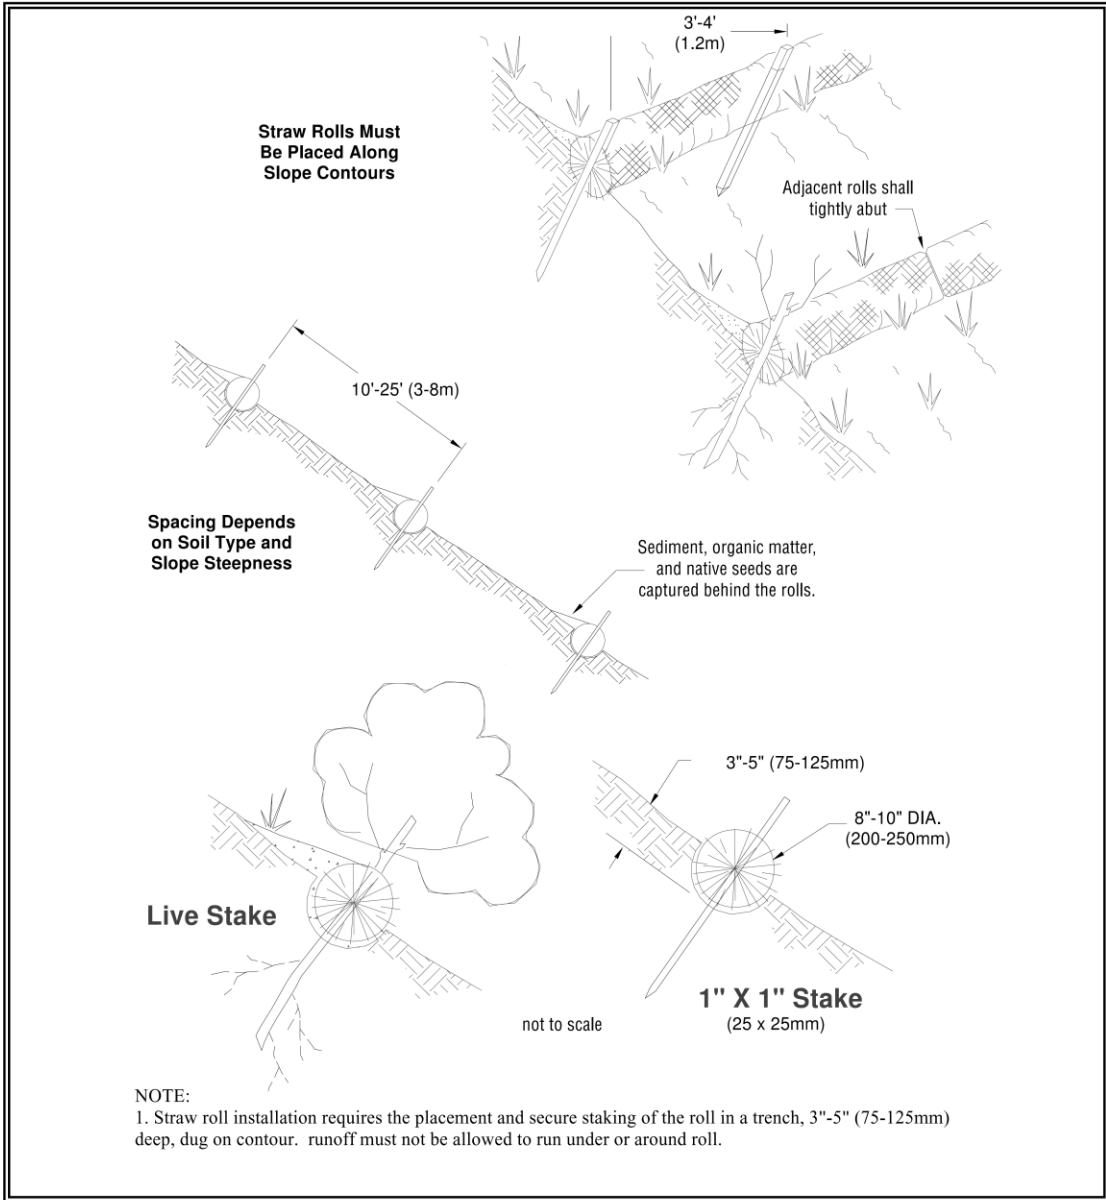 3'-4'
(1.2m)
Straw Rolls Must
Be Placed Along
Slope Contours
Adjacent rolls shall
tightly abut
10'-25' (3-8m)
Spacing Depends
on Soil Type and
Slope Steepness
Sediment, organic matter,
and native seeds are
captured behind the rolls.
3"-5" (75-125mm)
8"-10" DIA.
(200-250mm)
Live Stake
1" X 1" Stake
(25 x 25mm)
not to scale
NOTE:
1. Straw roll installation requires the placement and secure staking of the roll in a trench, 3"-5" (75-125mm)
deep, dug on contour.  runoff must not be allowed to run under or around roll.